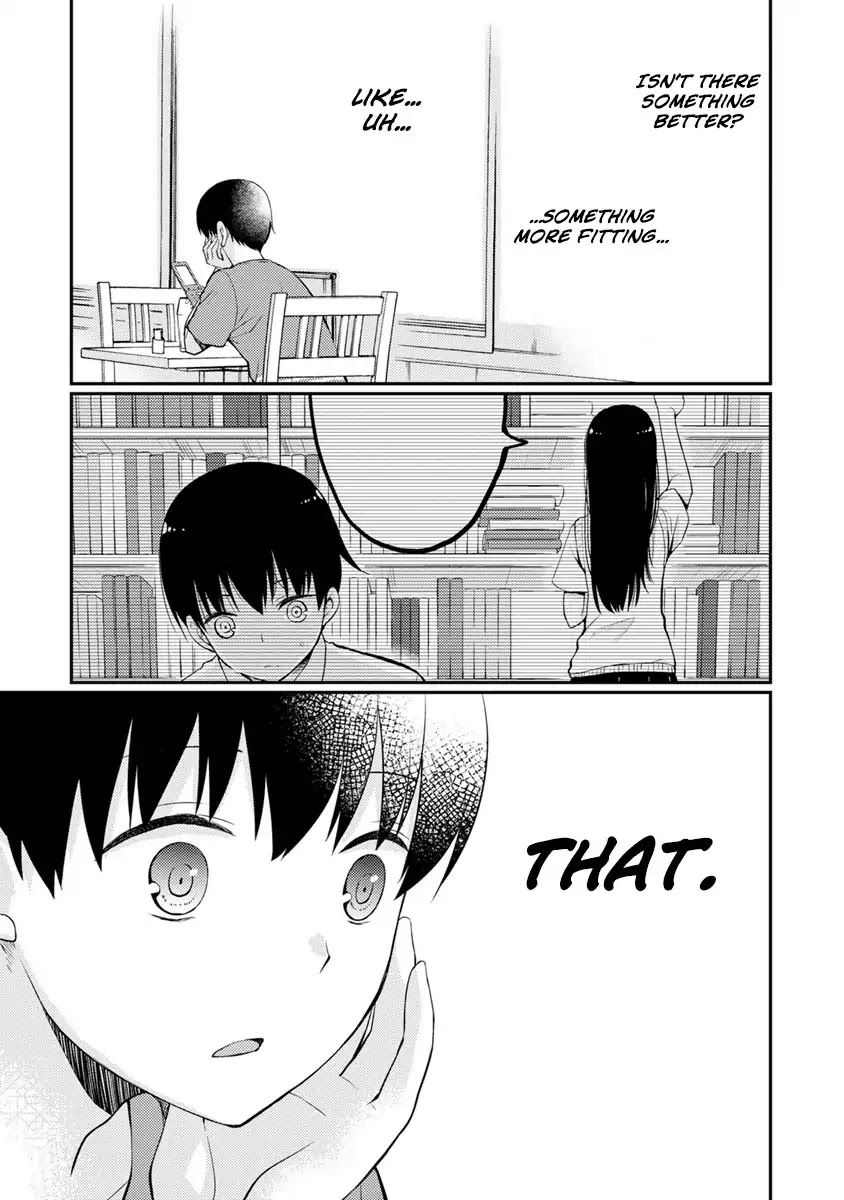 ISN'T THERE
SOMETHING
BETTER?
LIKE...
UH...
...SOMETHING
MORE FITTING...
THAT.